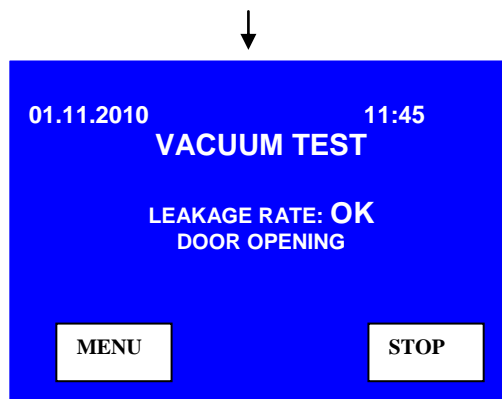 01.11.2010 11:45
VACUUM TEST
LEAKAGE RATE: OK
DOOR OPENING
MENU STOP